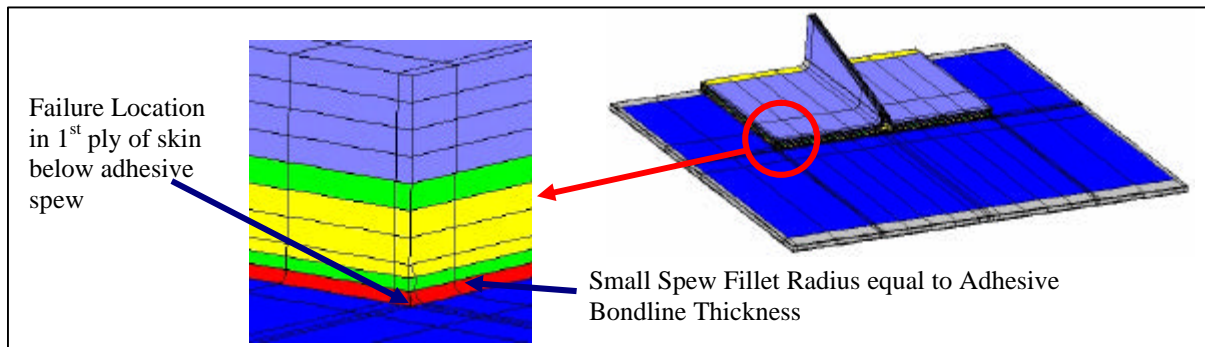 Failure Location
in 1st ply of skin
below adhesive
spew
Small Spew Fillet Radius equal to Adhesive
Bondline Thickness